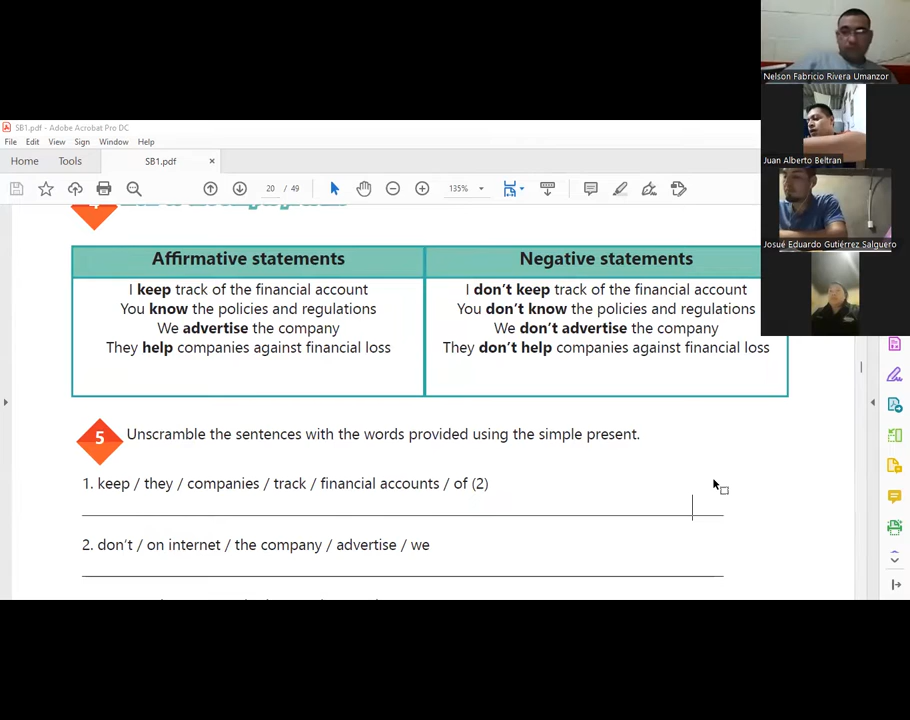 Nelson Fabricio Rivera Umanzor
SB1.pdf - Adobe Acrobat Pro DC
File Edit View Sign Window Help
Juan Alberto Beltran
Home Tools SB1.pdf ×
20 / 49 135%
Josué Eduardo Gutiérrez Salguero
Affirmative statements
I keep track of the financial account
You know the policies and regulations
We advertise the company
They help companies against financial loss
Negative statements
I don't keep track of the financial account
You don't know the policies and regulations
We don't advertise the company
They don't help companies against financial loss
5 Unscramble the sentences with the words provided using the simple present.
1. keep / they / companies / track / financial accounts / of (2)
2. don't / on internet / the company / advertise / we